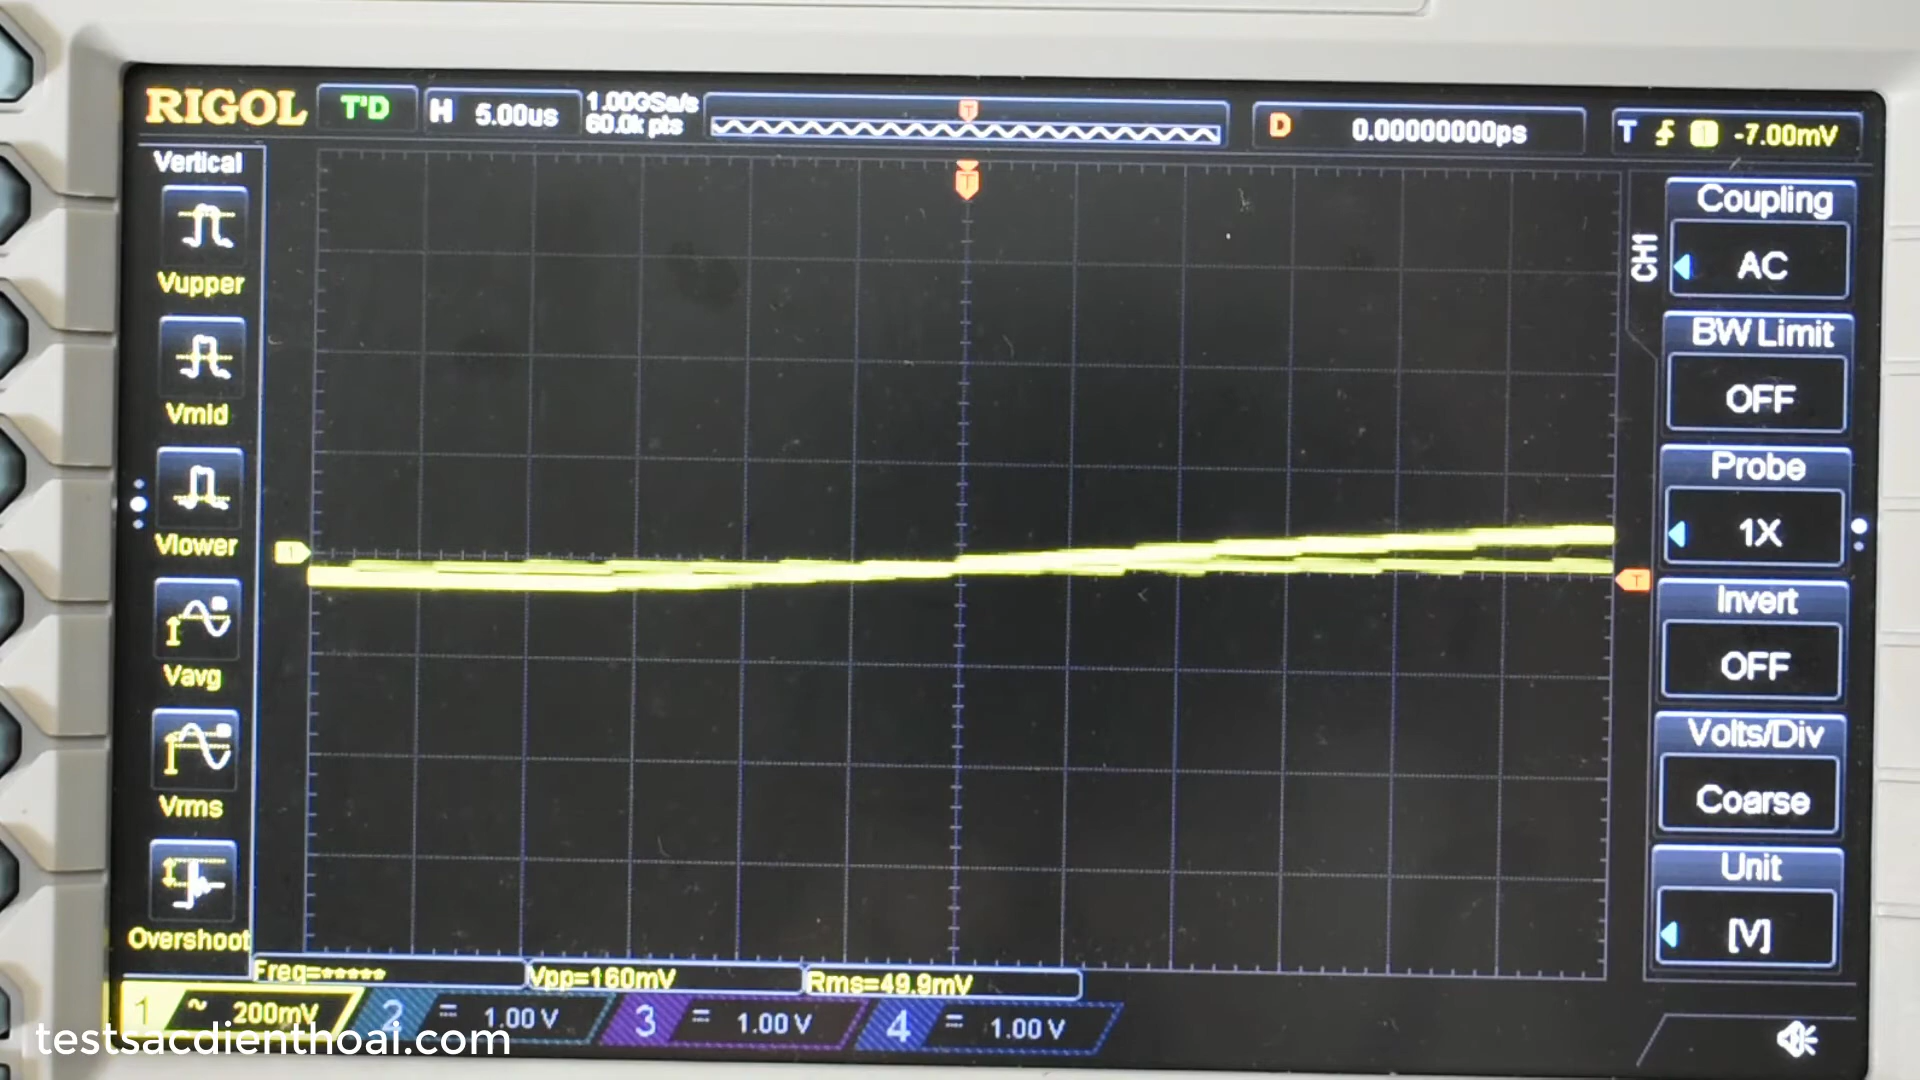 RIGOL T'D H 5.00us 1.00GSa/s 60.0k pts T D 0.00000000ps T 1 -7.00mV
Vertical
Vupper
Vmid
Vlower
Vavg
Vrms
Overshoot
T
1
T
CH1
Coupling
AC
BW Limit
OFF
Probe
1X
Invert
OFF
Volts/Div
Coarse
Unit
[V]
Freq=***** Vpp=160mV Rms=49.9mV
1 ~ 200mV 2 = 1.00 V 3 = 1.00 V 4 = 1.00 V
testsacdienthoai.com